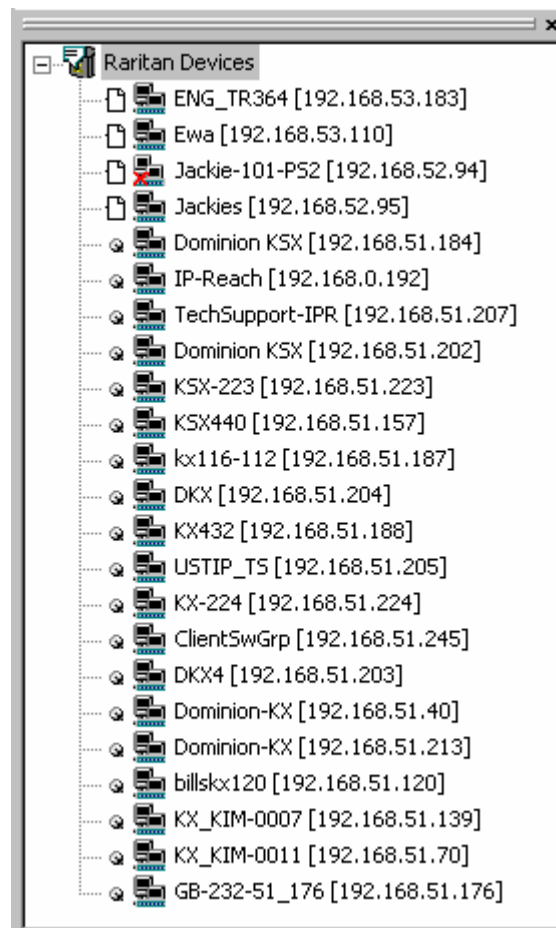 Raritan Devices
ENG_TR364 [192.168.53.183]
Ewa [192.168.53.110]
Jackie-101-PS2 [192.168.52.94]
Jackies [192.168.52.95]
Dominion KSX [192.168.51.184]
IP-Reach [192.168.0.192]
TechSupport-IPR [192.168.51.207]
Dominion KSX [192.168.51.202]
KSX-223 [192.168.51.223]
KSX440 [192.168.51.157]
kx116-112 [192.168.51.187]
DKX [192.168.51.204]
KX432 [192.168.51.188]
USTIP_TS [192.168.51.205]
KX-224 [192.168.51.224]
ClientSwGrp [192.168.51.245]
DKX4 [192.168.51.203]
Dominion-KX [192.168.51.40]
Dominion-KX [192.168.51.213]
billskx120 [192.168.51.120]
KX_KIM-0007 [192.168.51.139]
KX_KIM-0011 [192.168.51.70]
GB-232-51_176 [192.168.51.176]